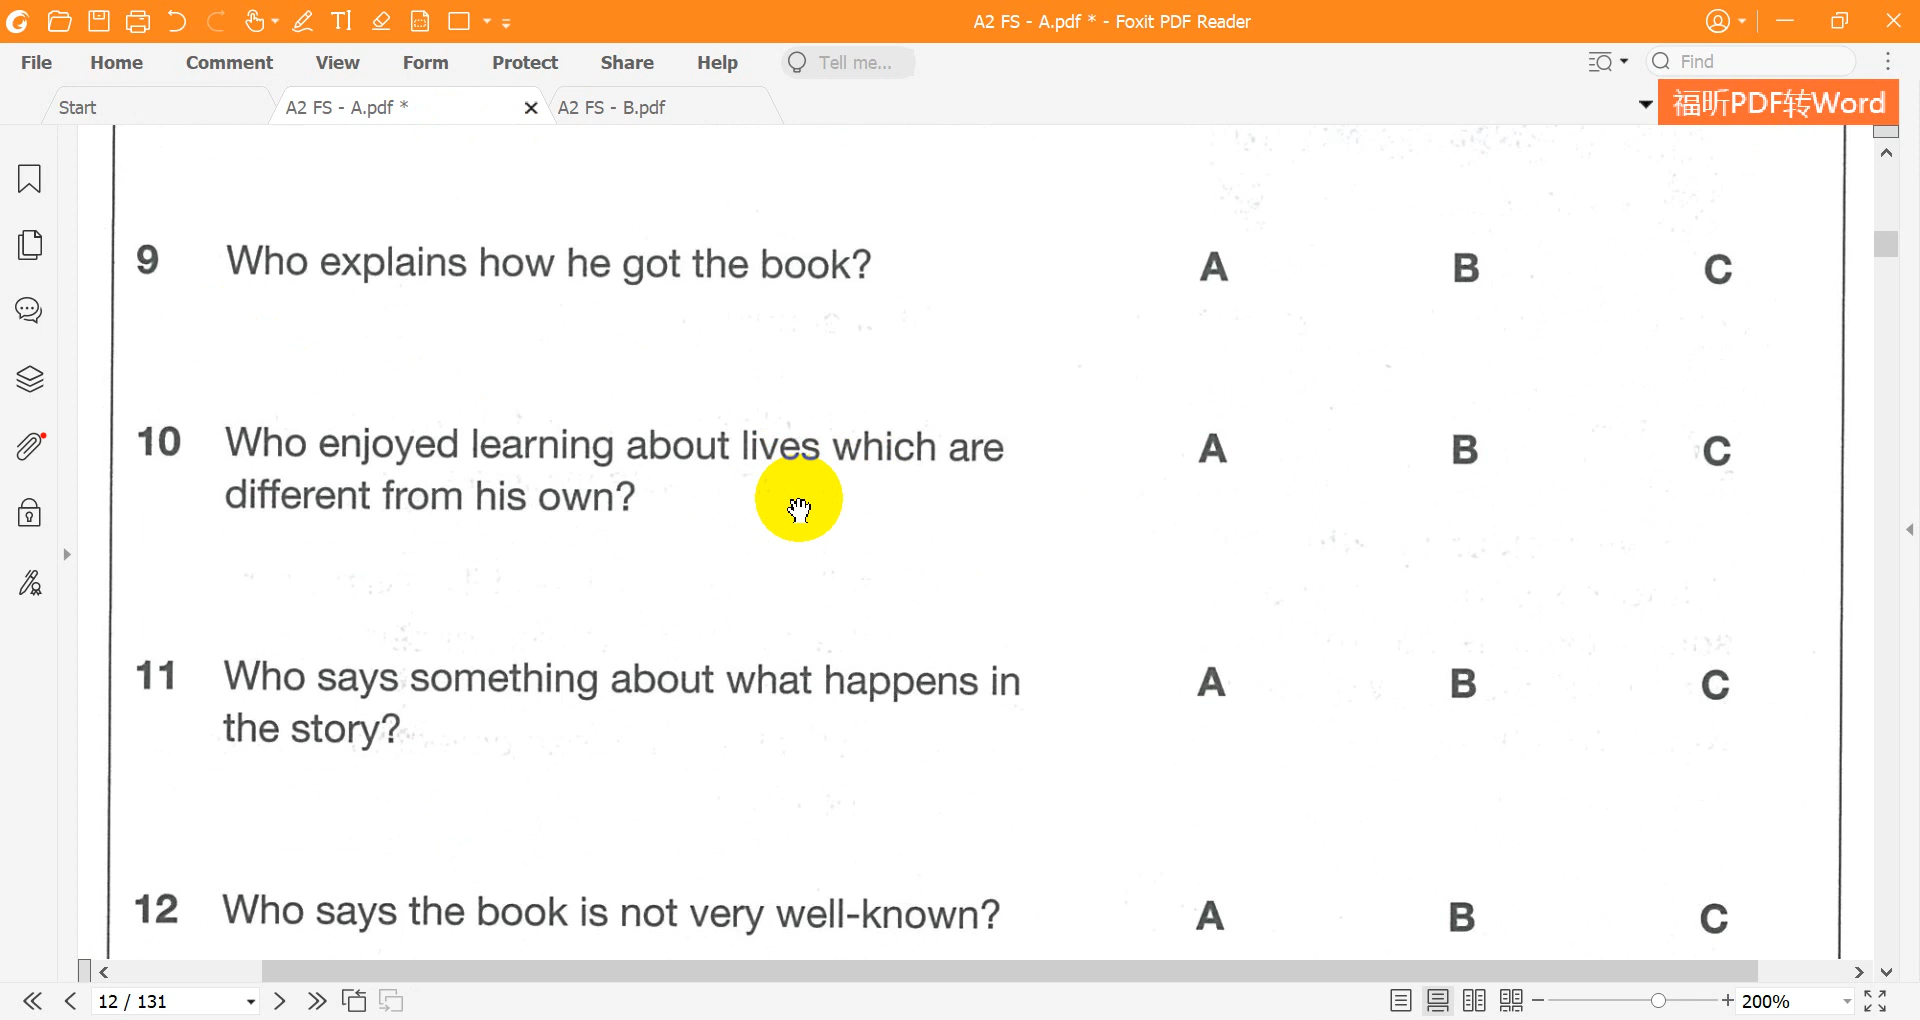 A2 FS - A.pdf * - Foxit PDF Reader
File Home Comment View Form Protect Share Help Tell me... Find
Start A2 FS - A.pdf * A2 FS - B.pdf 福昕PDF转Word
9 Who explains how he got the book? A B C
10 Who enjoyed learning about lives which are A B C
different from his own?
11 Who says something about what happens in A B C
the story?
12 Who says the book is not very well-known? A B C
12 / 131 200%